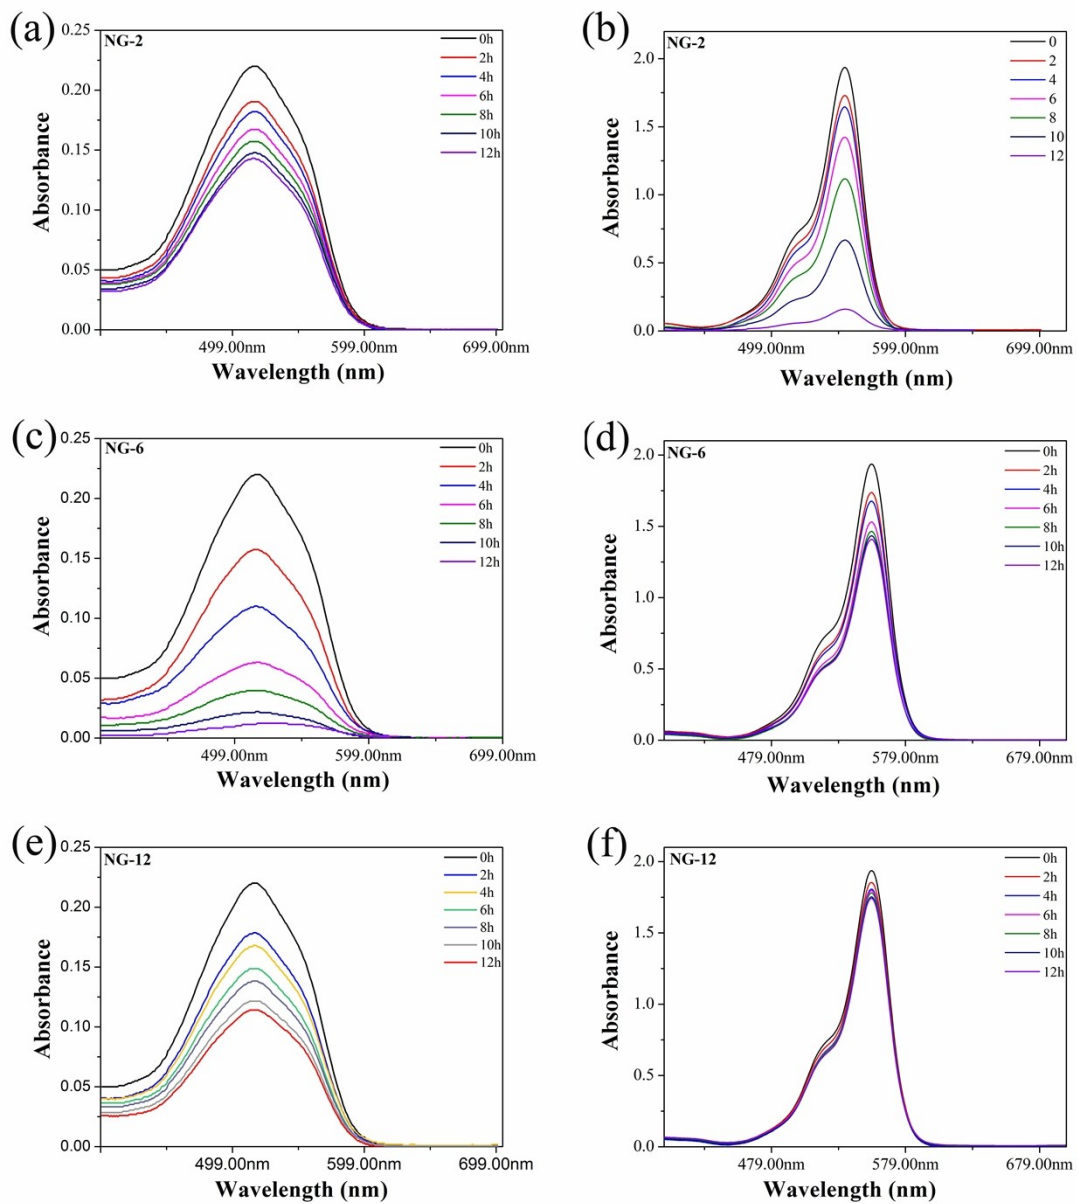 (a)
NG-2
0h
2h
4h
6h
8h
10h
12h
0.25
0.20
0.15
0.10
0.05
0.00
Absorbance
499.00nm 599.00nm 699.00nm
Wavelength (nm)
(b)
NG-2
0
2
4
6
8
10
12
2.0
1.5
1.0
0.5
0.0
Absorbance
499.00nm 599.00nm 699.00nm
Wavelength (nm)
(c)
NG-6
0h
2h
4h
6h
8h
10h
12h
0.25
0.20
0.15
0.10
0.05
0.00
Absorbance
499.00nm 599.00nm 699.00nm
Wavelength (nm)
(d)
NG-6
0h
2h
4h
6h
8h
10h
12h
2.0
1.5
1.0
0.5
0.0
Absorbance
479.00nm 579.00nm 679.00nm
Wavelength (nm)
(e)
NG-12
0h
2h
4h
6h
8h
10h
12h
0.25
0.20
0.15
0.10
0.05
0.00
Absorbance
499.00nm 599.00nm 699.00nm
Wavelength (nm)
(f)
NG-12
0h
2h
4h
6h
8h
10h
12h
2.0
1.5
1.0
0.5
0.0
Absorbance
479.00nm 579.00nm 679.00nm
Wavelength (nm)